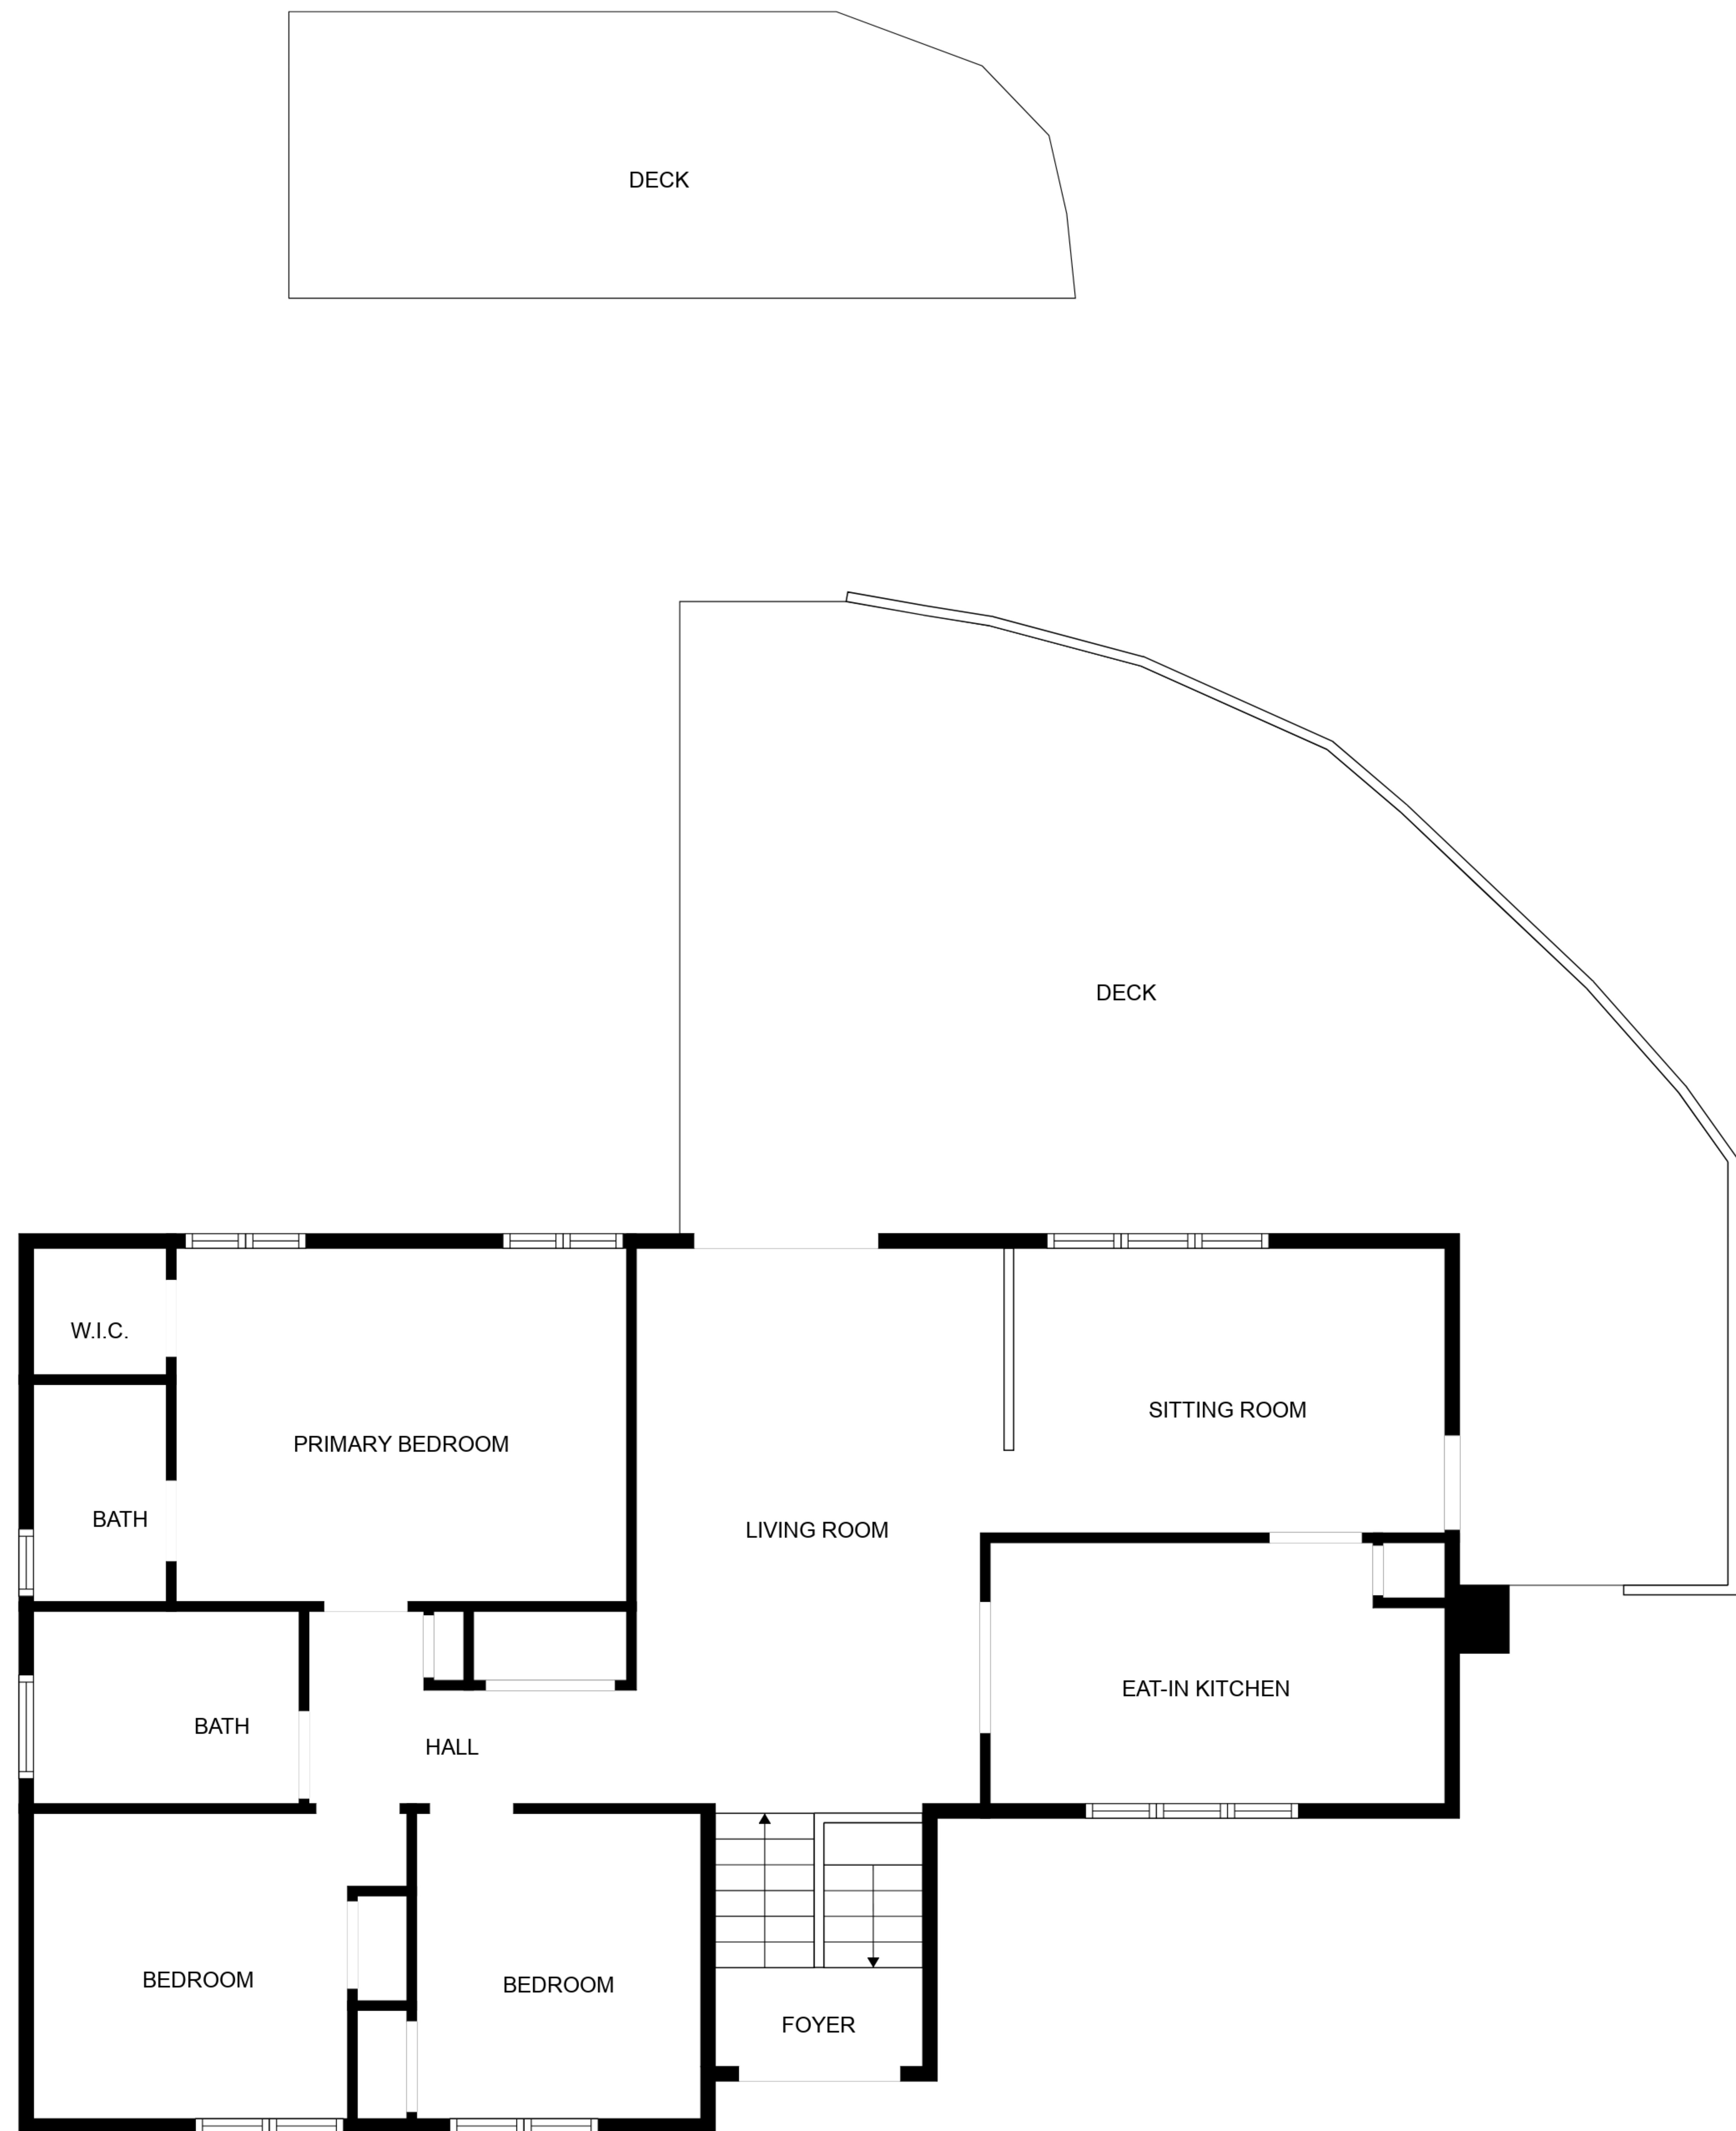 DECK
DECK
W.I.C.
SITTING ROOM
PRIMARY BEDROOM
BATH
LIVING ROOM
EAT-IN KITCHEN
BATH
HALL
BEDROOM
BEDROOM
FOYER